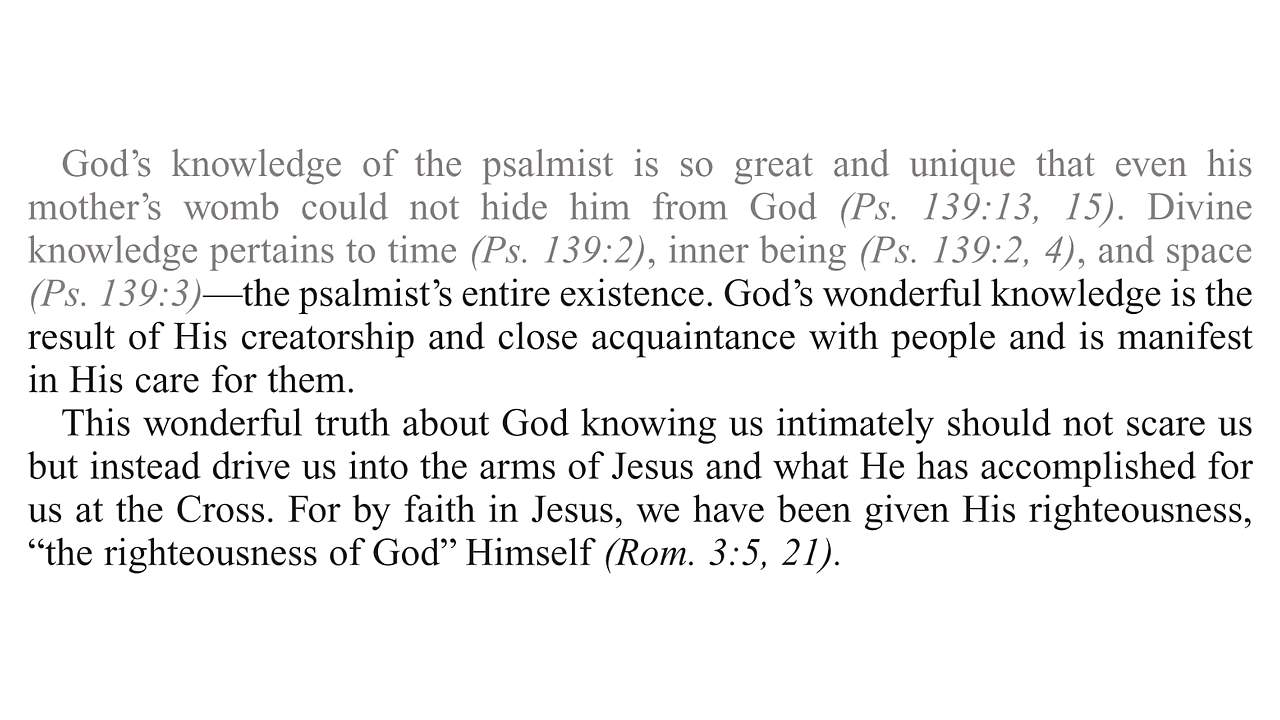 God’s knowledge of the psalmist is so great and unique that even his
mother’s womb could not hide him from God (Ps. 139:13, 15). Divine
knowledge pertains to time (Ps. 139:2), inner being (Ps. 139:2, 4), and space
(Ps. 139:3)—the psalmist’s entire existence. God’s wonderful knowledge is the
result of His creatorship and close acquaintance with people and is manifest
in His care for them.
This wonderful truth about God knowing us intimately should not scare us
but instead drive us into the arms of Jesus and what He has accomplished for
us at the Cross. For by faith in Jesus, we have been given His righteousness,
“the righteousness of God” Himself (Rom. 3:5, 21).